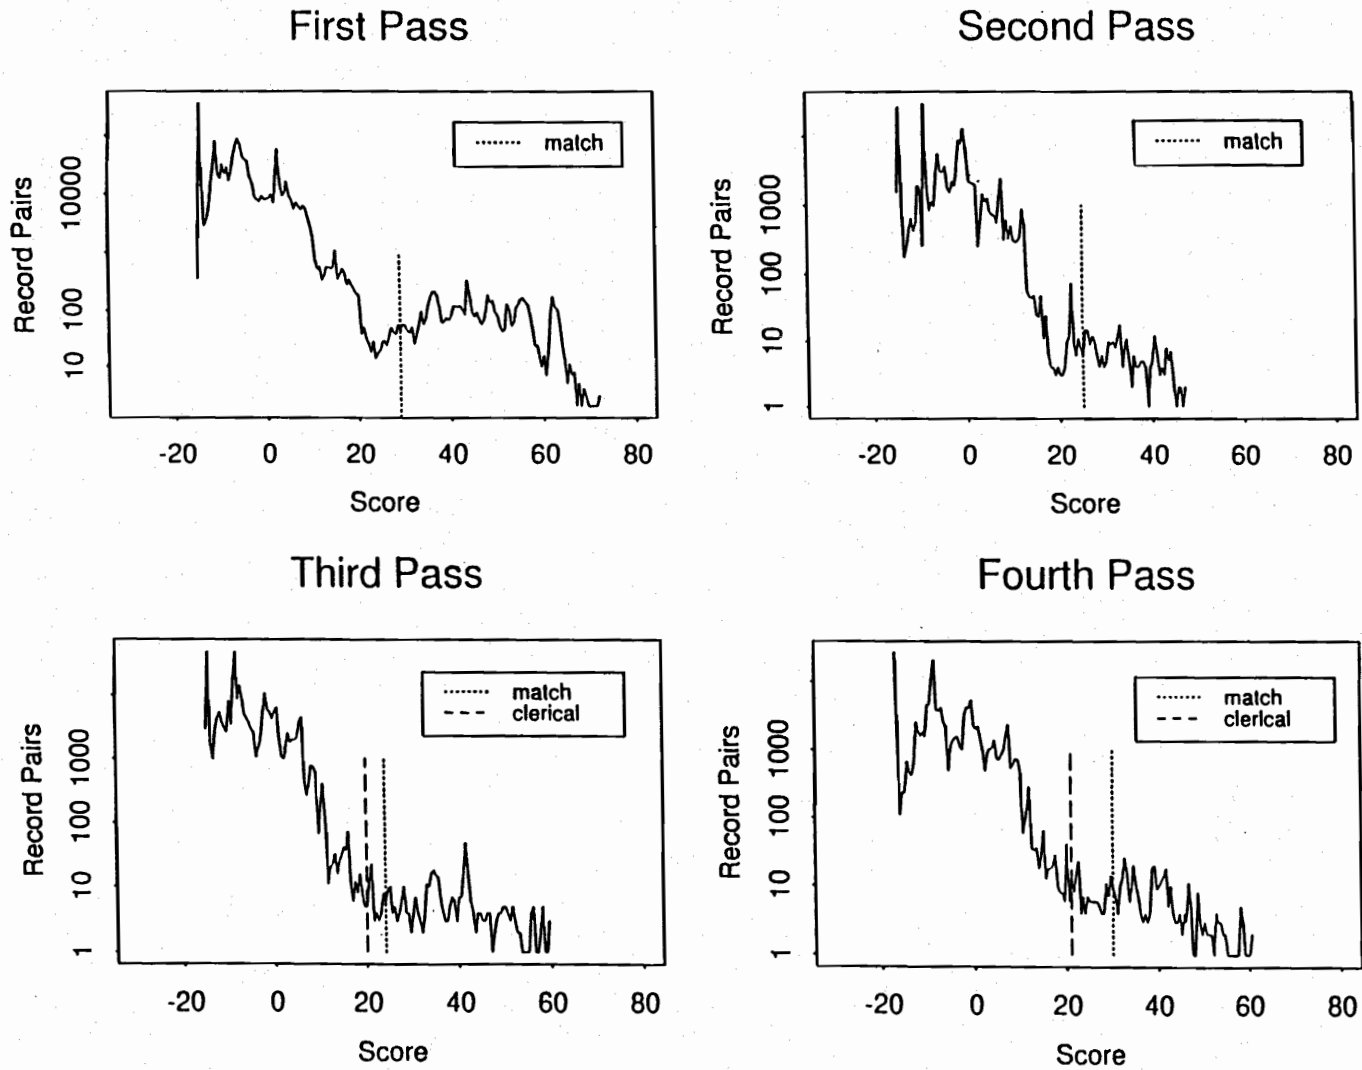 First Pass
Second Pass
match
match
Record Pairs
10 100 1000
Record Pairs
1 10 100 1000
-20 0 20 40 60 80
-20 0 20 40 60 80
Score
Score
Third Pass
Fourth Pass
match
clerical
match
clerical
Record Pairs
1 10 100 1000
Record Pairs
1 10 100 1000
-20 0 20 40 60 80
-20 0 20 40 60 80
Score
Score